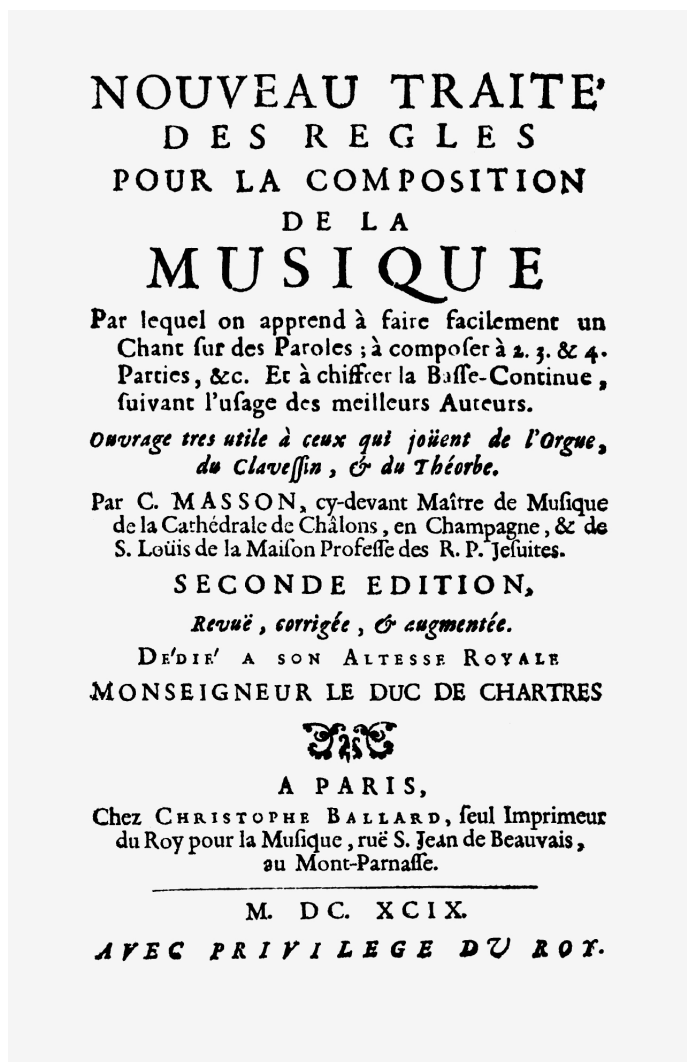 NOUVEAU TRAITE'
DES REGLES
POUR LA COMPOSITION
DE LA
MUSIQUE
Par lequel on apprend à faire facilement un
Chant ſur des Paroles ; à compoſer à 2. 3. & 4.
Parties, &c. Et à chiffrer la Baſſe-Continue,
ſuivant l'uſage des meilleurs Auteurs.
Ouvrage tres utile à ceux qui joüent de l'Orgue,
du Claveſſin, & du Théorbe.
Par C. MASSON, cy-devant Maître de Muſique
de la Cathédrale de Châlons, en Champagne, & de
S. Loüis de la Maiſon Profeſſe des R. P. Jeſuites.
SECONDE EDITION,
Revuë, corrigée, & augmentée.
DE'DIE' A SON ALTESSE ROYALE
MONSEIGNEUR LE DUC DE CHARTRES
A PARIS,
Chez CHRISTOPHE BALLARD, ſeul Imprimeur
du Roy pour la Muſique, ruë S. Jean de Beauvais,
au Mont-Parnaſſe.
M. DC. XCIX.
AVEC PRIVILEGE DU ROY.